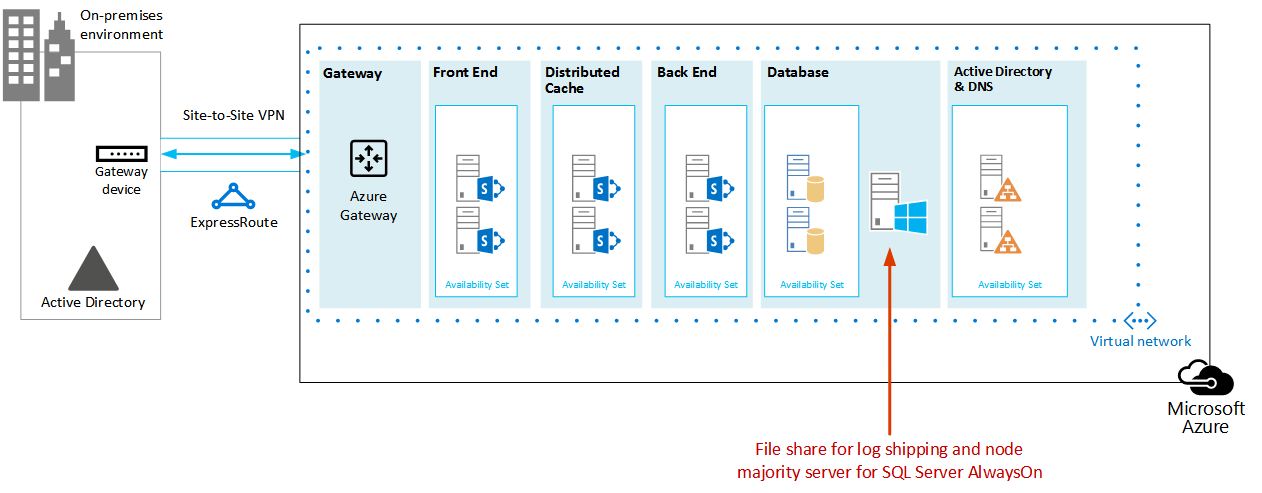 On-premises
environment
Site-to-Site VPN
Gateway
device
ExpressRoute
Active Directory
Gateway
Azure
Gateway
Front End
S
S
Availability Set
Distributed
Cache
S
S
Availability Set
Back End
S
S
Availability Set
Database
Availability Set
Active Directory
& DNS
Availability Set
Virtual network
Microsoft
Azure
File share for log shipping and node
majority server for SQL Server AlwaysOn